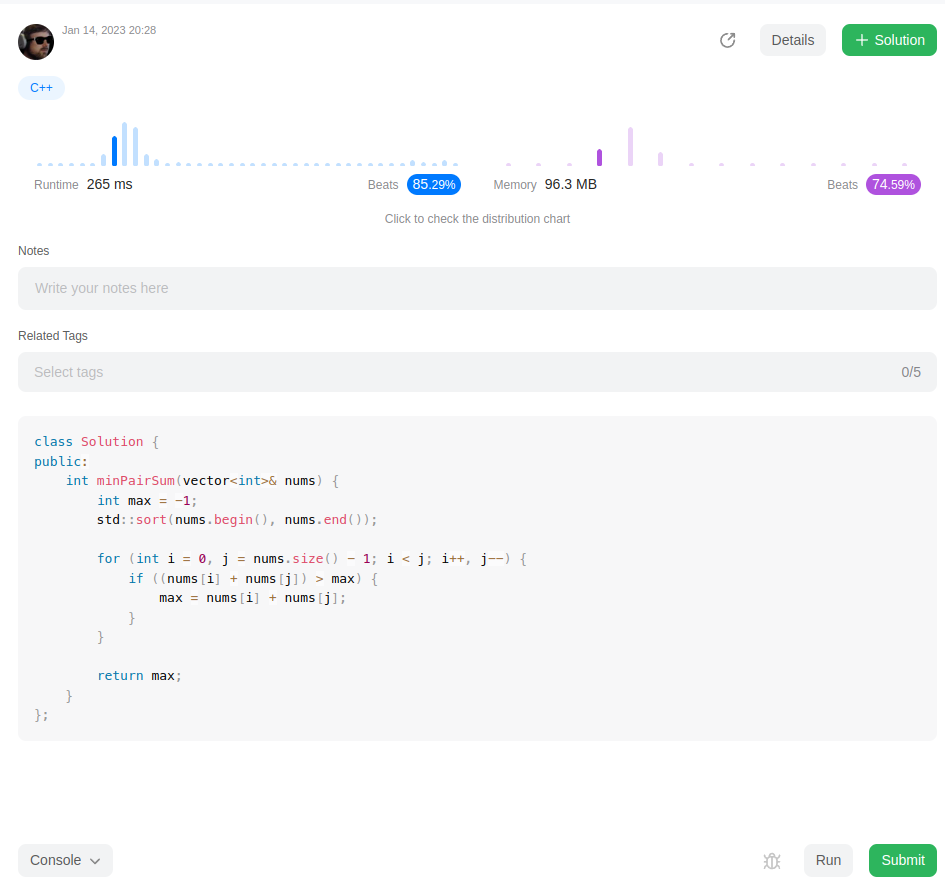 Jan 14, 2023 20:28
Details
+ Solution
C++
Runtime 265 ms Beats 85.29% Memory 96.3 MB Beats 74.59%
Click to check the distribution chart
Notes
Write your notes here
Related Tags
Select tags 0/5
class Solution {
public:
    int minPairSum(vector<int>& nums) {
        int max = -1;
        std::sort(nums.begin(), nums.end());

        for (int i = 0, j = nums.size() - 1; i < j; i++, j--) {
            if ((nums[i] + nums[j]) > max) {
                max = nums[i] + nums[j];
            }
        }

        return max;
    }
};
Console
Run
Submit